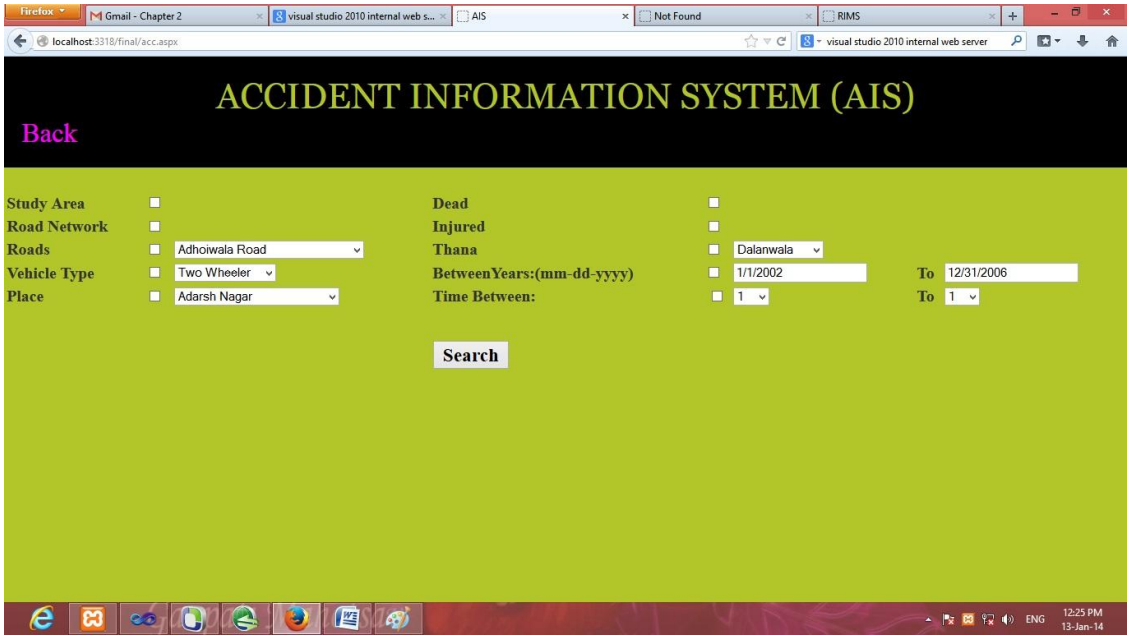 Firefox
Gmail - Chapter 2
visual studio 2010 internal web s...
AIS
Not Found
RIMS
localhost:3318/final/acc.aspx
visual studio 2010 internal web server
ACCIDENT INFORMATION SYSTEM (AIS)
Back
Study Area
Dead
Road Network
Injured
Roads Adhoiwala Road
Thana Dalanwala
Vehicle Type Two Wheeler
BetweenYears:(mm-dd-yyyy) 1/1/2002 To 12/31/2006
Place Adarsh Nagar
Time Between: 1 To 1
Search
ENG
12:25 PM
13-Jan-14